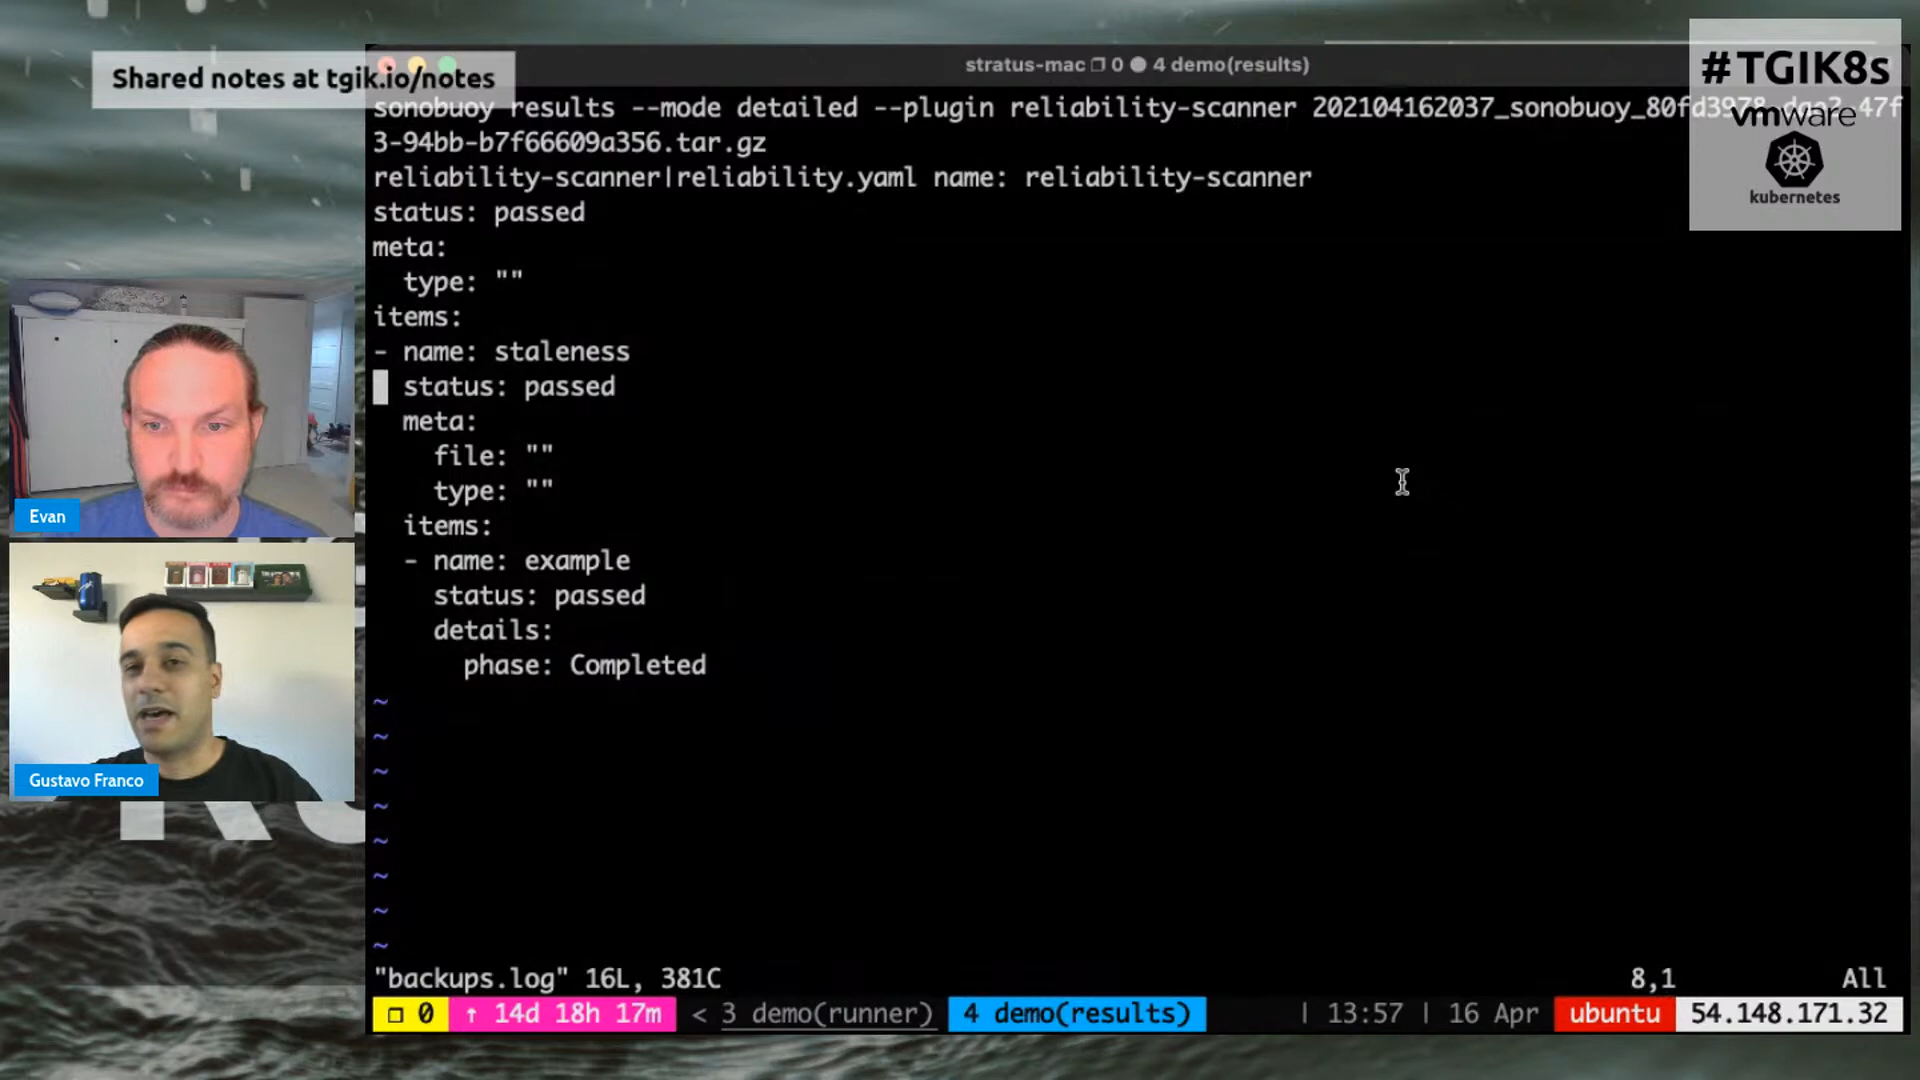 Shared notes at tgik.io/notes
stratus-mac ❐ 0 ● 4 demo(results)
#TGIK8s
vmware
kubernetes
sonobuoy results --mode detailed --plugin reliability-scanner 202104162037_sonobuoy_80fd3978-dan2-47f
3-94bb-b7f66609a356.tar.gz
reliability-scanner|reliability.yaml name: reliability-scanner
status: passed
meta:
  type: ""
items:
- name: staleness
  status: passed
  meta:
    file: ""
    type: ""
  items:
  - name: example
    status: passed
    details:
      phase: Completed
~
~
~
~
~
~
~
~
"backups.log" 16L, 381C 8,1 All
❐ 0 ↑ 14d 18h 17m < 3 demo(runner) 4 demo(results) | 13:57 | 16 Apr ubuntu 54.148.171.32
Evan
Gustavo Franco